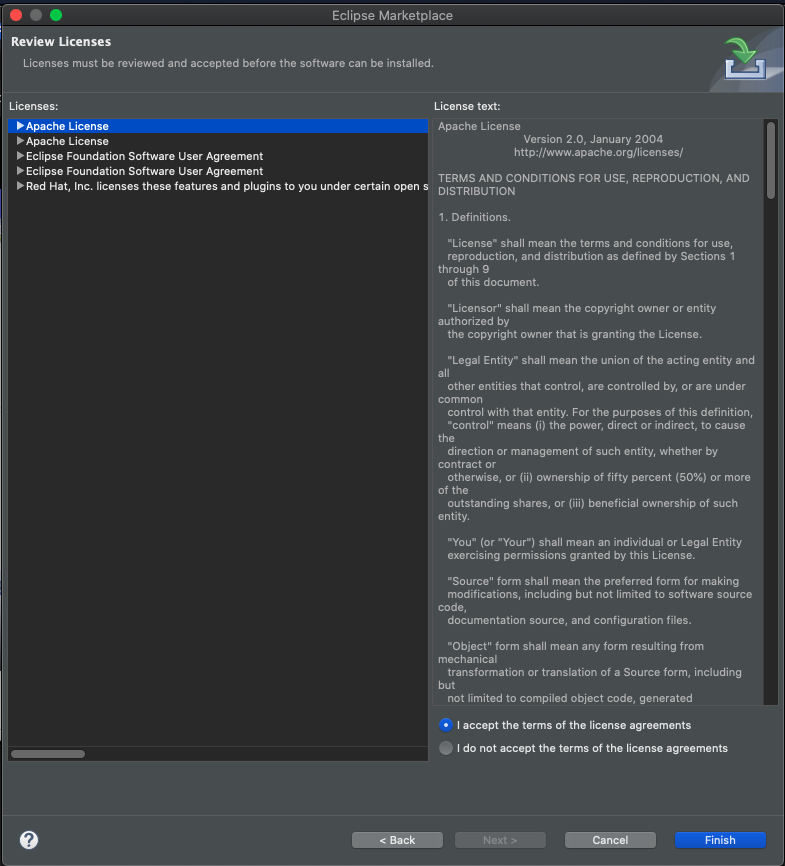 Eclipse Marketplace
Review Licenses
Licenses must be reviewed and accepted before the software can be installed.
Licenses:
Apache License
Apache License
Eclipse Foundation Software User Agreement
Eclipse Foundation Software User Agreement
Red Hat, Inc. licenses these features and plugins to you under certain open s
License text:
Apache License
Version 2.0, January 2004
http://www.apache.org/licenses/
TERMS AND CONDITIONS FOR USE, REPRODUCTION, AND
DISTRIBUTION
1. Definitions.
"License" shall mean the terms and conditions for use,
reproduction, and distribution as defined by Sections 1
through 9
of this document.
"Licensor" shall mean the copyright owner or entity
authorized by
the copyright owner that is granting the License.
"Legal Entity" shall mean the union of the acting entity and
all
other entities that control, are controlled by, or are under
common
control with that entity. For the purposes of this definition,
"control" means (i) the power, direct or indirect, to cause
the
direction or management of such entity, whether by
contract or
otherwise, or (ii) ownership of fifty percent (50%) or more
of the
outstanding shares, or (iii) beneficial ownership of such
entity.
"You" (or "Your") shall mean an individual or Legal Entity
exercising permissions granted by this License.
"Source" form shall mean the preferred form for making
modifications, including but not limited to software source
code,
documentation source, and configuration files.
"Object" form shall mean any form resulting from
mechanical
transformation or translation of a Source form, including
but
not limited to compiled object code, generated
I accept the terms of the license agreements
I do not accept the terms of the license agreements
?
< Back
Next >
Cancel
Finish